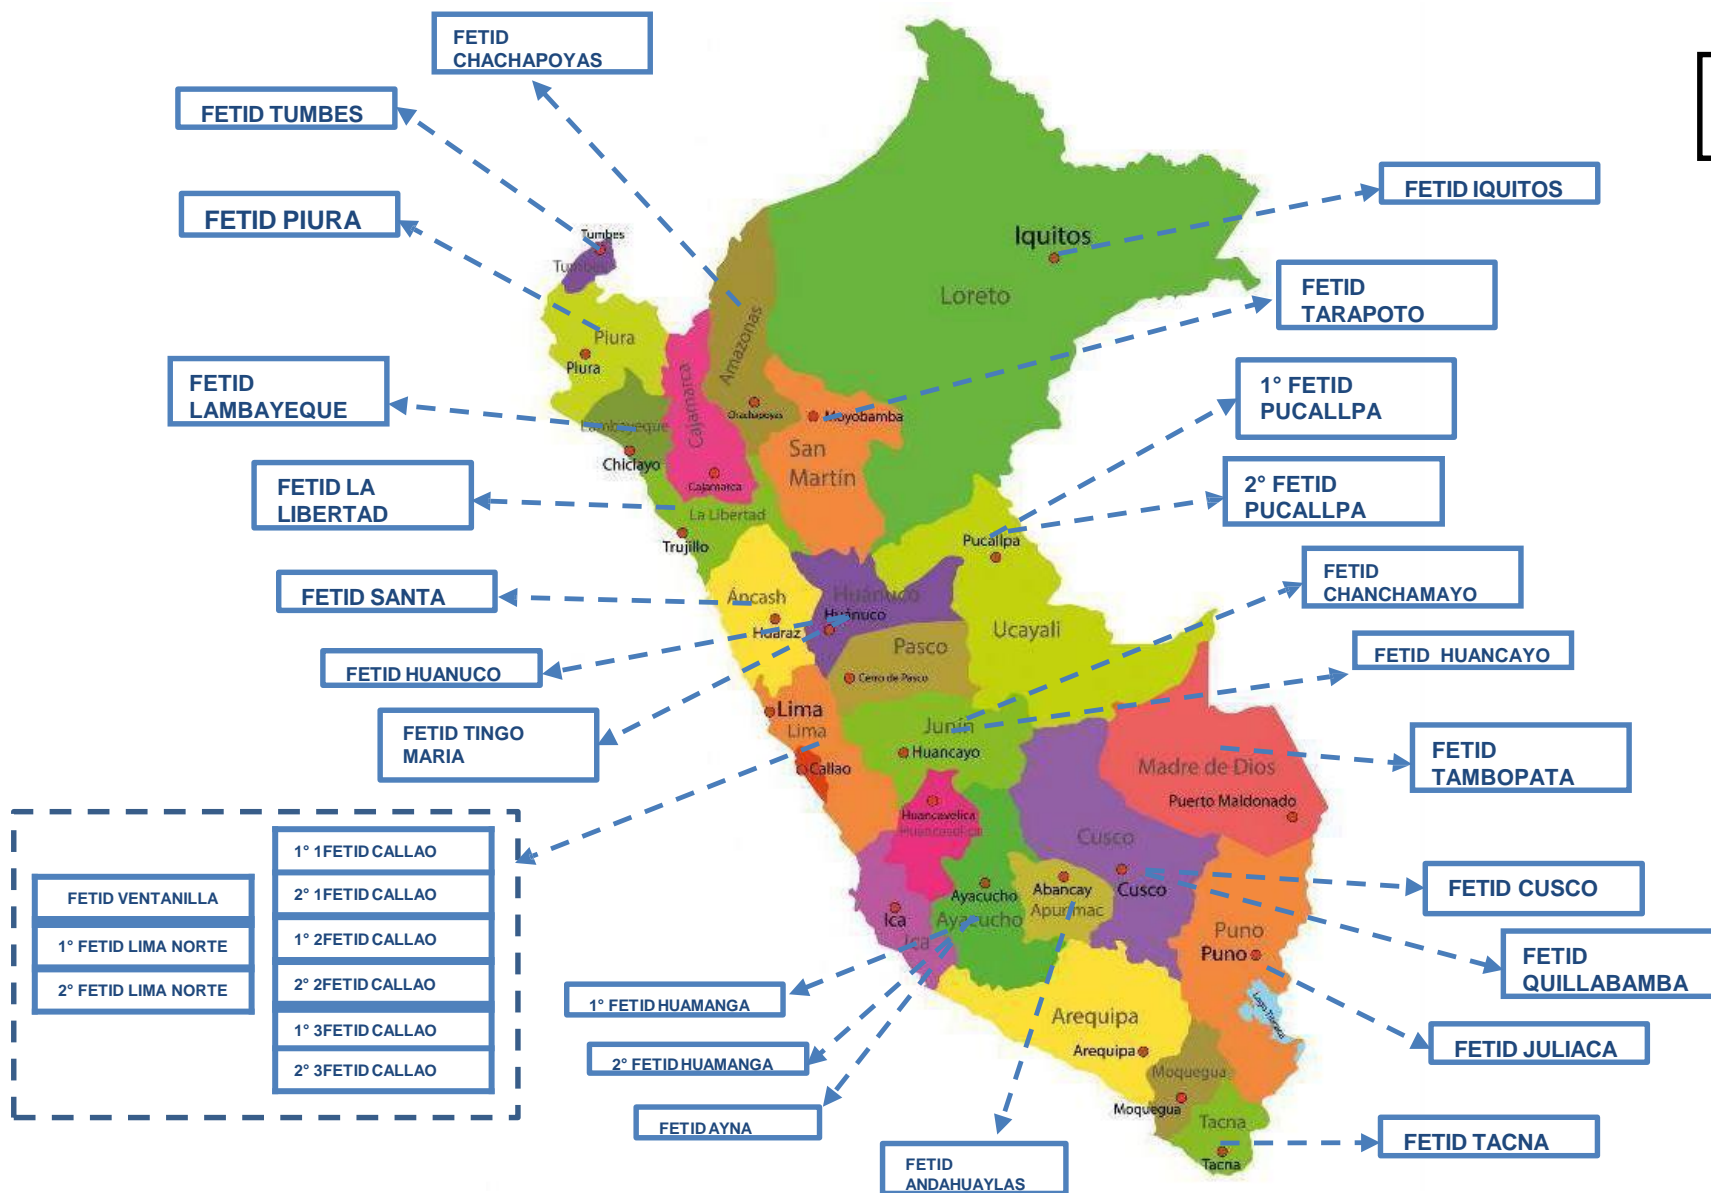 FETID
CHACHAPOYAS
FETID TUMBES
FETID PIURA
FETID
LAMBAYEQUE
FETID LA
LIBERTAD
FETID SANTA
FETID HUANUCO
FETID TINGO
MARIA
FETID VENTANILLA
1° FETID LIMA NORTE
2° FETID LIMA NORTE
1° 1FETID CALLAO
2° 1FETID CALLAO
1° 2FETID CALLAO
2° 2FETID CALLAO
1° 3FETID CALLAO
2° 3FETID CALLAO
1° FETID HUAMANGA
2° FETID HUAMANGA
FETID AYNA
FETID
ANDAHUAYLAS
FETID IQUITOS
FETID
TARAPOTO
1° FETID
PUCALLPA
2° FETID
PUCALLPA
FETID
CHANCHAMAYO
FETID HUANCAYO
FETID
TAMBOPATA
FETID CUSCO
FETID
QUILLABAMBA
FETID JULIACA
FETID TACNA
Tumbes
Tumbes
Piura
Piura
Lambayeque
Chiclayo
Cajamarca
Cajamarca
Amazonas
Chachapoyas
Iquitos
Loreto
Moyobamba
San
Martín
La Libertad
Trujillo
Áncash
Huaraz
Huánuco
Huánuco
Pucallpa
Ucayali
Pasco
Cerro de Pasco
Lima
Lima
Callao
Junín
Huancayo
Huancavelica
Huancavelica
Madre de Dios
Puerto Maldonado
Cusco
Cusco
Abancay
Apurímac
Ayacucho
Ayacucho
Ica
Ica
Puno
Puno
Lago Titicaca
Arequipa
Arequipa
Moquegua
Moquegua
Tacna
Tacna